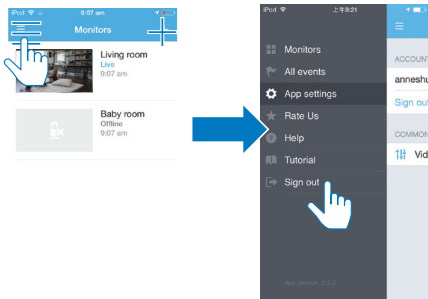 iPod 9:07 am
Monitors
Living room
Live
9:07 am
Baby room
Offline
9:07 am
iPod 上午9:21
Monitors
All events
App settings
Rate Us
Help
Tutorial
Sign out
ACCOUNT
anneshu
Sign out
COMMON
Vid